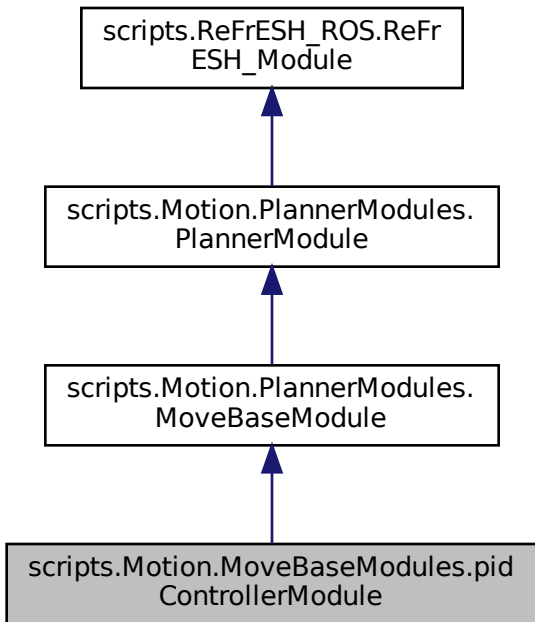 scripts.ReFrESH_ROS.ReFr
ESH_Module
scripts.Motion.PlannerModules.
PlannerModule
scripts.Motion.PlannerModules.
MoveBaseModule
scripts.Motion.MoveBaseModules.pid
ControllerModule